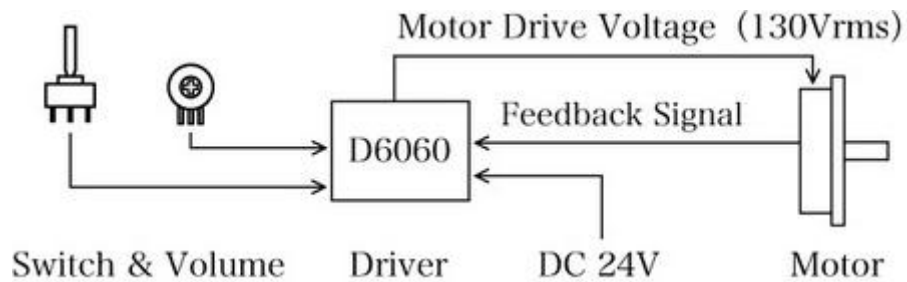 Motor Drive Voltage (130Vrms)
Feedback Signal
D6060
Switch & Volume
Driver
DC 24V
Motor